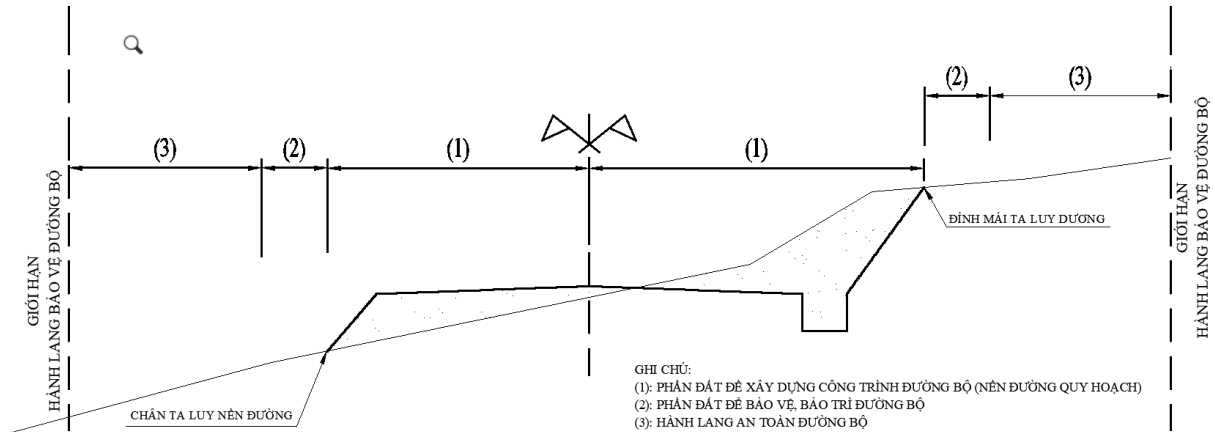 (2)
(3)
(3)
(2)
(1)
(1)
GIỚI HẠN
HÀNH LANG BẢO VỆ ĐƯỜNG BỘ
GIỚI HẠN
HÀNH LANG BẢO VỆ ĐƯỜNG BỘ
ĐỈNH MÁI TA LUY DƯƠNG
CHÂN TA LUY NỀN ĐƯỜNG
GHI CHÚ:
(1): PHẦN ĐẤT ĐỂ XÂY DỰNG CÔNG TRÌNH ĐƯỜNG BỘ (NỀN ĐƯỜNG QUY HOẠCH)
(2): PHẦN ĐẤT ĐỂ BẢO VỆ, BẢO TRÌ ĐƯỜNG BỘ
(3): HÀNH LANG AN TOÀN ĐƯỜNG BỘ